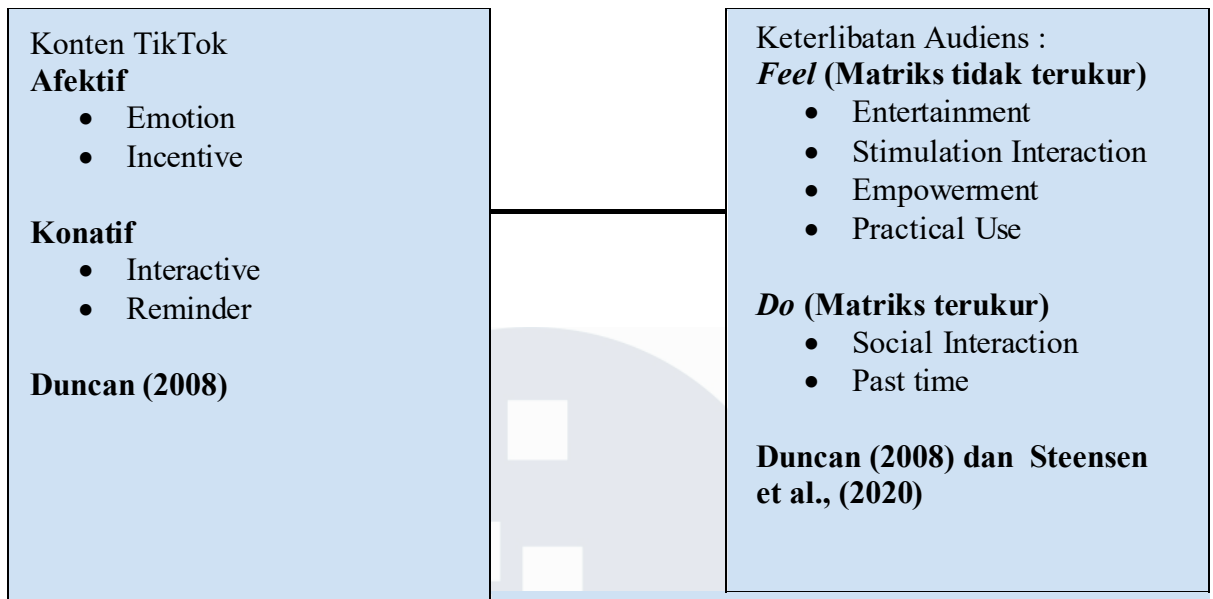 Konten TikTok
Afektif
• Emotion
• Incentive
Konatif
• Interactive
• Reminder
Duncan (2008)
Keterlibatan Audiens :
Feel (Matriks tidak terukur)
• Entertainment
• Stimulation Interaction
• Empowerment
• Practical Use
Do (Matriks terukur)
• Social Interaction
• Past time
Duncan (2008) dan Steensen
et al., (2020)